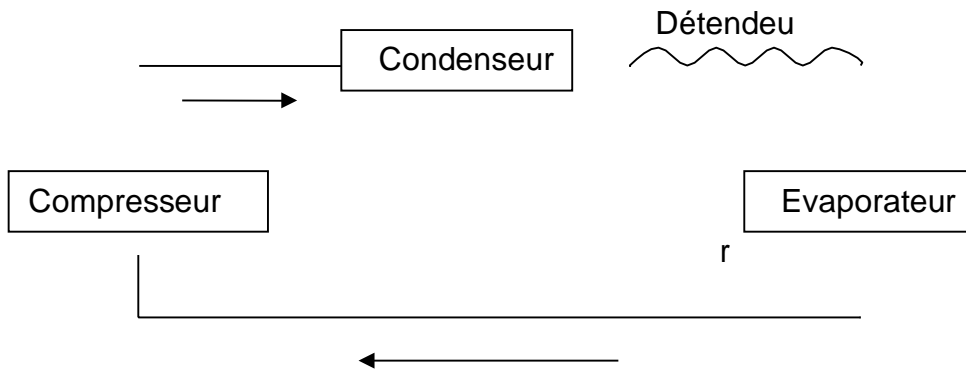 Détendeu
Condenseur
Compresseur
Evaporateur
r